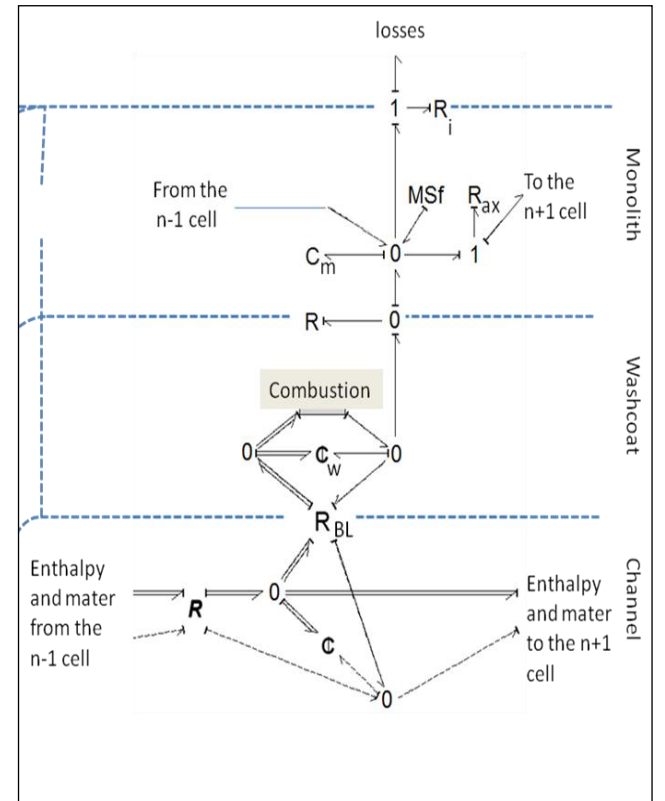 losses
1
R
i
Monolith
From the
n-1 cell
MSf
R
ax
To the
n+1 cell
C
m
0
1
R
0
Washcoat
Combustion
0
C
w
0
R
BL
Channel
Enthalpy
and mater
from the
n-1 cell
R
0
Enthalpy
and mater
to the n+1
cell
C
0